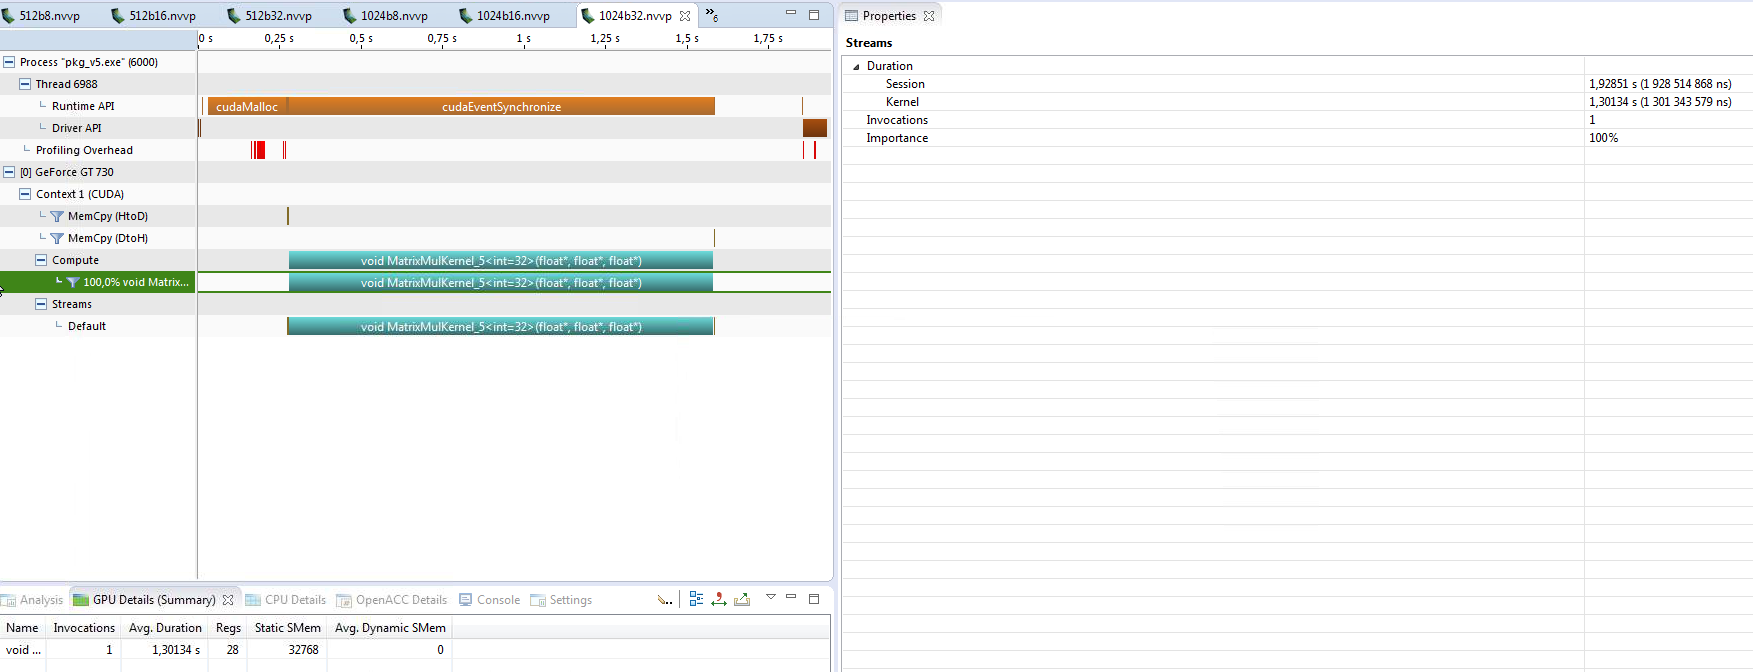 512b8.nvvp 512b16.nvvp 512b32.nvvp 1024b8.nvvp 1024b16.nvvp 1024b32.nvvp »6
0 s 0,25 s 0,5 s 0,75 s 1 s 1,25 s 1,5 s 1,75 s
Process "pkg_v5.exe" (6000)
Thread 6988
Runtime API cudaMalloc cudaEventSynchronize
Driver API
Profiling Overhead
[0] GeForce GT 730
Context 1 (CUDA)
MemCpy (HtoD)
MemCpy (DtoH)
Compute void MatrixMulKernel_5<int=32>(float*, float*, float*)
100,0% void Matrix... void MatrixMulKernel_5<int=32>(float*, float*, float*)
Streams
Default void MatrixMulKernel_5<int=32>(float*, float*, float*)
Analysis GPU Details (Summary) CPU Details OpenACC Details Console Settings
Name Invocations Avg. Duration Regs Static SMem Avg. Dynamic SMem
void ... 1 1,30134 s 28 32768 0
Properties
Streams
Duration
Session 1,92851 s (1 928 514 868 ns)
Kernel 1,30134 s (1 301 343 579 ns)
Invocations 1
Importance 100%